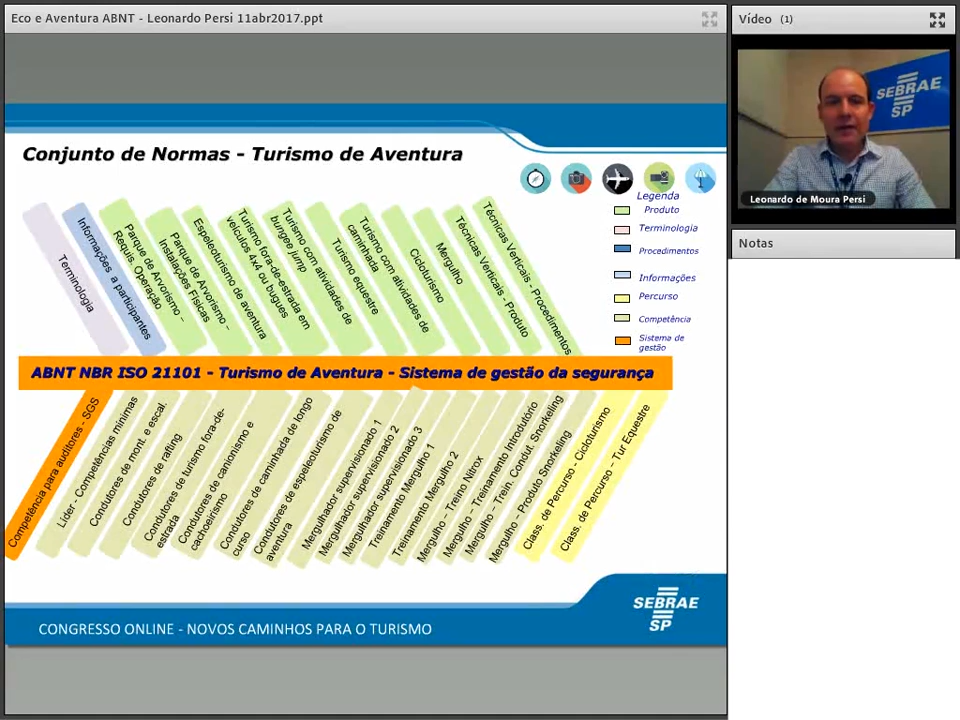 Eco e Aventura ABNT - Leonardo Persi 11abr2017.ppt
Conjunto de Normas - Turismo de Aventura
Legenda
Produto
Terminologia
Procedimentos
Informações
Percurso
Competência
Sistema de
gestão
Terminologia
Informações a participantes
Parque de Arvorismo –
Requis. Operação
Parque de Arvorismo –
Instalações Físicas
Espeleoturismo de aventura
Turismo fora-de-estrada em
veículos 4x4 ou bugues
Turismo com atividades de
bungee jump
Turismo equestre
Turismo com atividades de
caminhada
Cicloturismo
Mergulho
Técnicas Verticais - Produto
Técnicas Verticais - Procedimentos
ABNT NBR ISO 21101 - Turismo de Aventura - Sistema de gestão da segurança
Competência para auditores - SGS
Líder - Competências mínimas
Condutores de mont. e escal.
Condutores de rafting
Condutores de turismo fora-de-
estrada
Condutores de canionismo e
cachoeirismo
Condutores de caminhada de longo
curso
Condutores de espeleoturismo de
aventura
Mergulhador supervisionado 1
Mergulhador supervisionado 2
Mergulhador supervisionado 3
Treinamento Mergulho 1
Treinamento Mergulho 2
Mergulho – Treino Nitrox
Mergulho – Treinamento Introdutório
Mergulho – Trein. Condut. Snorkeling
Mergulho – Produto Snorkeling
Class. de Percurso - Cicloturismo
Class. de Percurso – Tur Equestre
CONGRESSO ONLINE - NOVOS CAMINHOS PARA O TURISMO
SEBRAE
SP
Vídeo (1)
SEBRAE
SP
Leonardo de Moura Persi
Notas